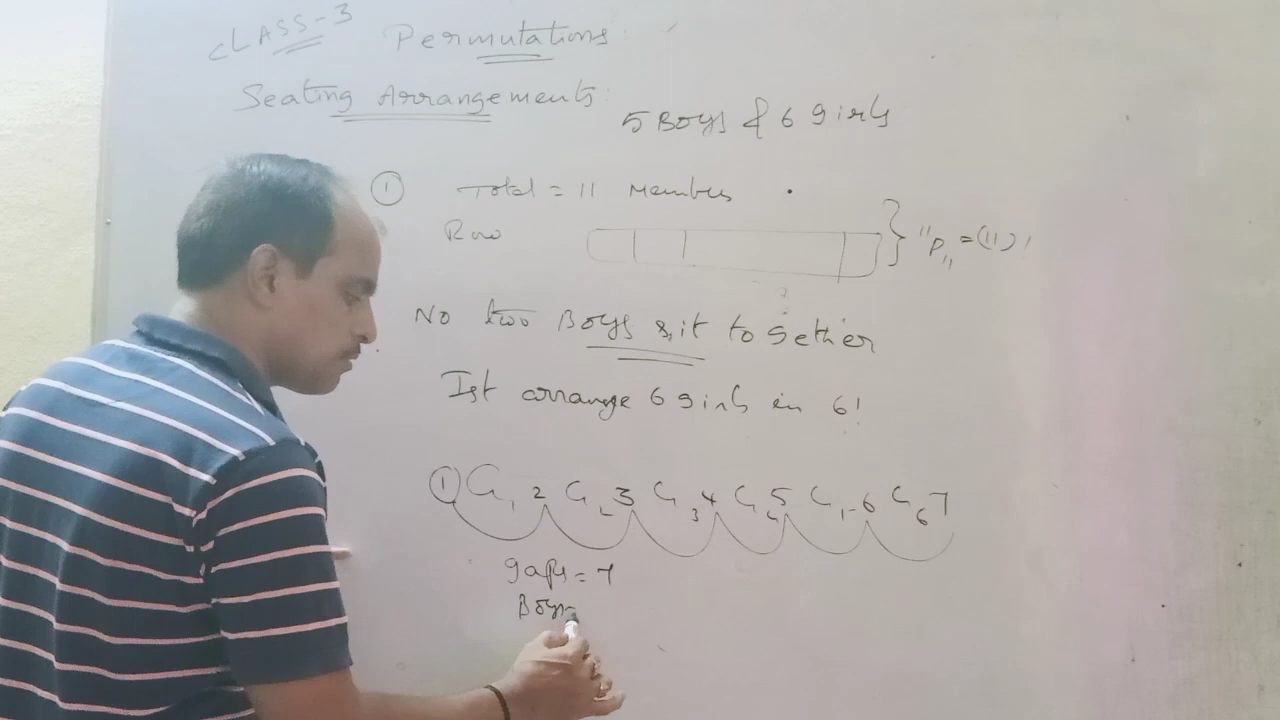 CLASS-3
Permutations:
Seating Arrangements:
5 Boys & 6 girls
① Total = 11 Members
Row } ¹¹P₁₁ = (11)!
No two Boys sit together
Ist arrange 6 girls in 6!
① G₁ 2 G₂ 3 G₃ 4 G₄ 5 G₅ 6 G₆ 7
gaps = 7
Boys